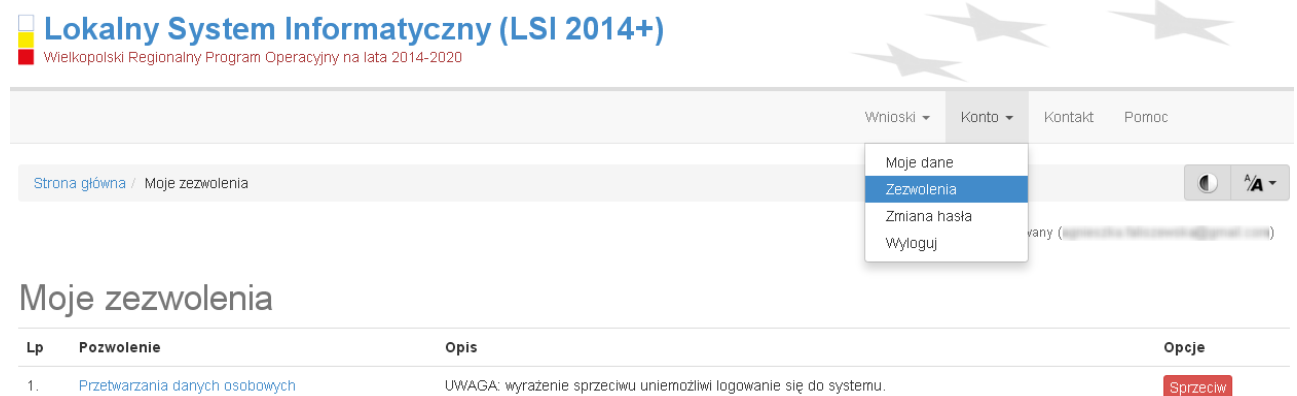 Lokalny System Informatyczny (LSI 2014+)
Wielkopolski Regionalny Program Operacyjny na lata 2014-2020
Wnioski Konto Kontakt Pomoc
Moje dane
Strona główna / Moje zezwolenia
Zezwolenia
A/A
Zmiana hasła
Wyloguj
Moje zezwolenia
Lp Pozwolenie Opis Opcje
1. Przetwarzania danych osobowych UWAGA: wyrażenie sprzeciwu uniemożliwi logowanie się do systemu. Sprzeciw